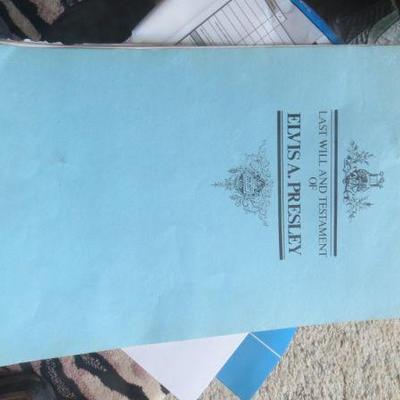 LAST WILL AND TESTAMENT
OF
ELVIS A. PRESLEY